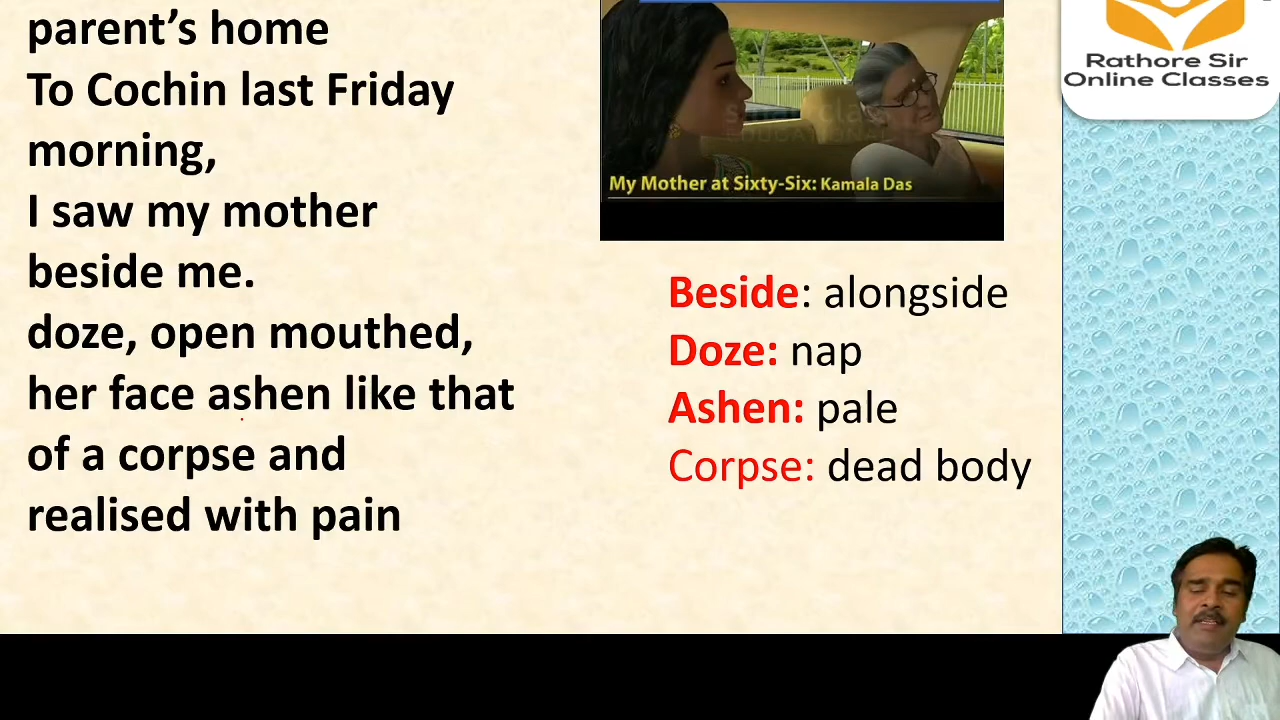 parent’s home
To Cochin last Friday
morning,
I saw my mother
beside me.
doze, open mouthed,
her face ashen like that
of a corpse and
realised with pain
My Mother at Sixty-Six: Kamala Das
Beside: alongside
Doze: nap
Ashen: pale
Corpse: dead body
Rathore Sir
Online Classes